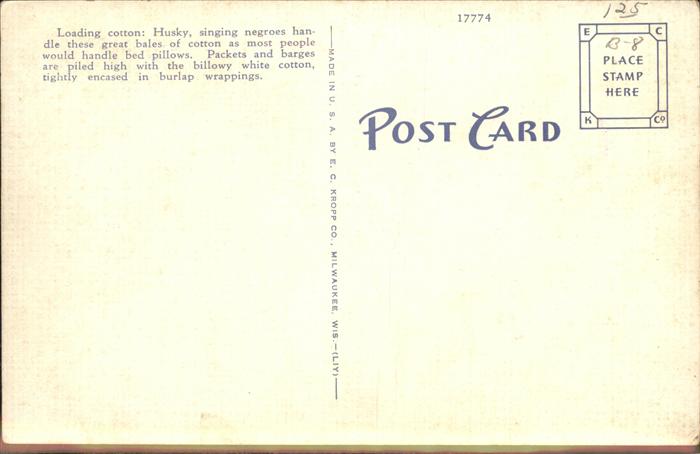 Loading cotton: Husky, singing negroes han-
dle these great bales of cotton as most people
would handle bed pillows. Packets and barges
are piled high with the billowy white cotton,
tightly encased in burlap wrappings.
MADE IN U. S. A. BY E. C. KROPP CO., MILWAUKEE, WIS.—(LIY)
17774
POST CARD
125
E C
B-8
PLACE
STAMP
HERE
K Co